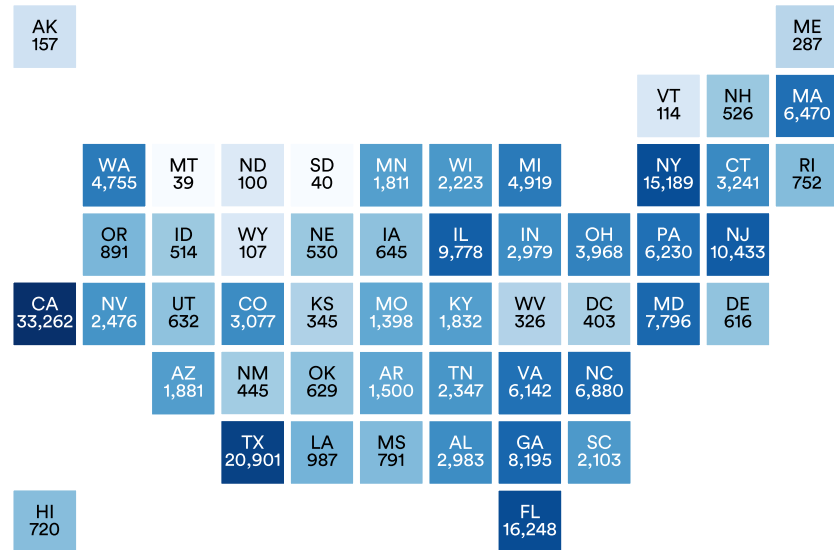 AK
157
ME
287
VT
114
NH
526
MA
6,470
WA
4,755
MT
39
ND
100
SD
40
MN
1,811
WI
2,223
MI
4,919
NY
15,189
CT
3,241
RI
752
OR
891
ID
514
WY
107
NE
530
IA
645
IL
9,778
IN
2,979
OH
3,968
PA
6,230
NJ
10,433
CA
33,262
NV
2,476
UT
632
CO
3,077
KS
345
MO
1,398
KY
1,832
WV
326
DC
403
MD
7,796
DE
616
AZ
1,881
NM
445
OK
629
AR
1,500
TN
2,347
VA
6,142
NC
6,880
TX
20,901
LA
987
MS
791
AL
2,983
GA
8,195
SC
2,103
HI
720
FL
16,248